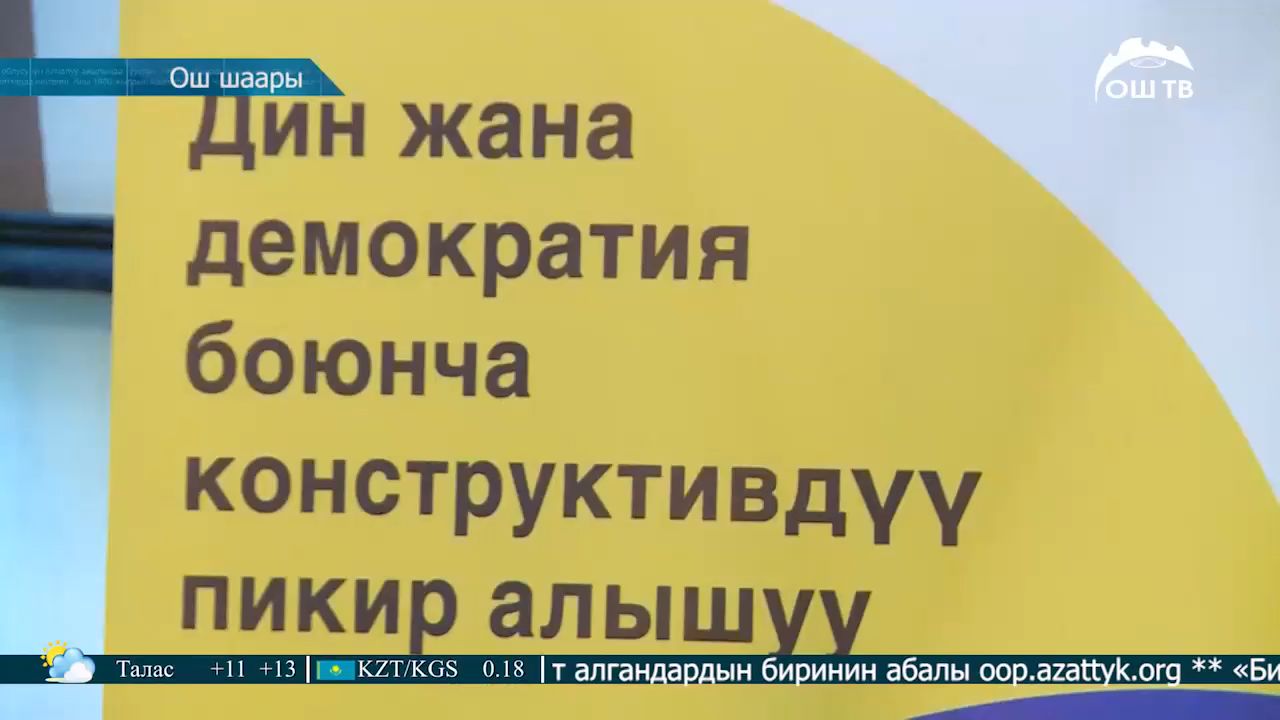 Ош шаары
ОШ ТВ
Дин жана
демократия
боюнча
конструктивдүү
пикир алышуу
Талас +11 +13 KZT/KGS 0.18 т алгандардын биринин абалы оор.azattyk.org ** «Би